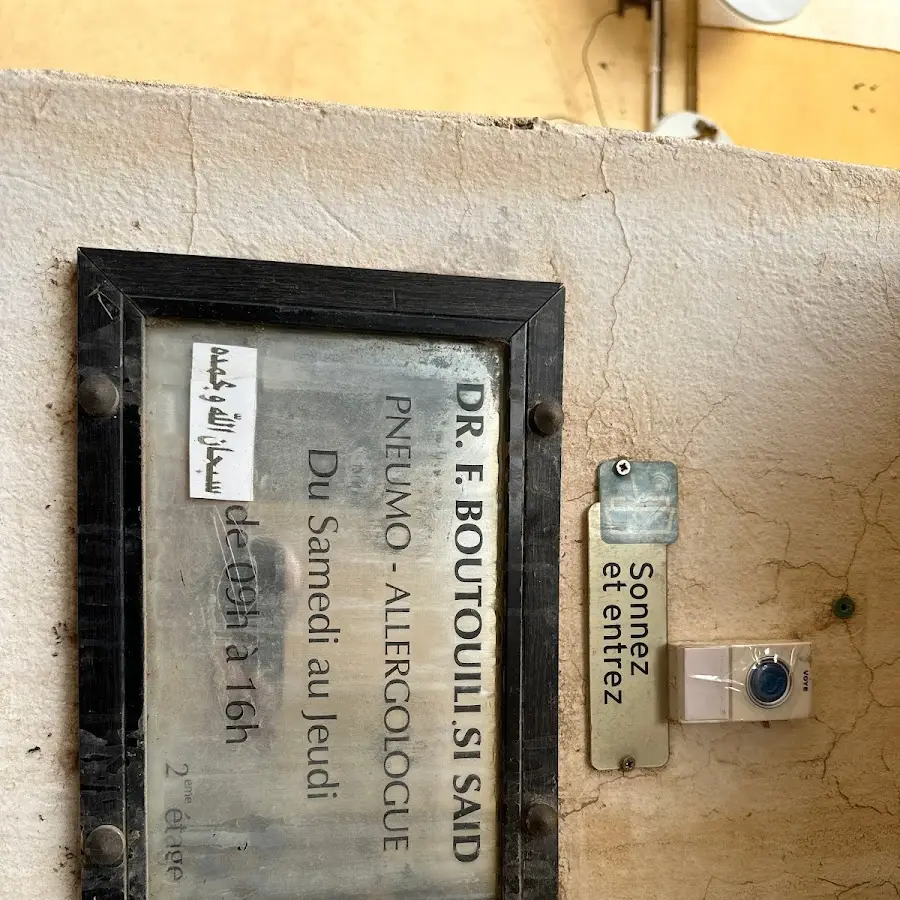 DR. F. BOUTOUILI.SI SAID
PNEUMO - ALLERGOLOGUE
Du Samedi au Jeudi
de 09h à 16h
سبحان الله وبحمده
2ème étage
Sonnez
et entrez
VOYE